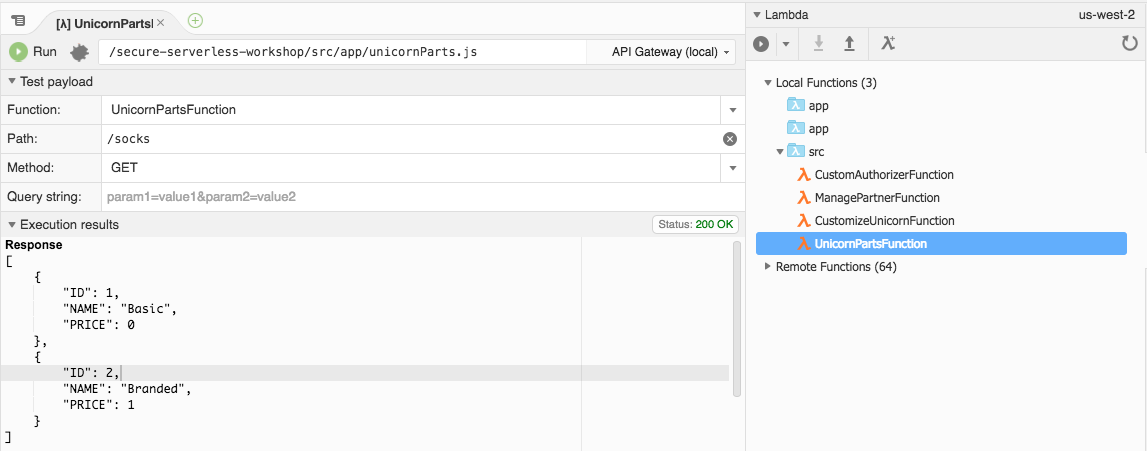 [λ] UnicornPartsI ×
Run
/secure-serverless-workshop/src/app/unicornParts.js
API Gateway (local)
Test payload
Function:
UnicornPartsFunction
Path:
/socks
Method:
GET
Query string:
param1=value1&param2=value2
Execution results
Status: 200 OK
Response
[
    {
        "ID": 1,
        "NAME": "Basic",
        "PRICE": 0
    },
    {
        "ID": 2,
        "NAME": "Branded",
        "PRICE": 1
    }
]
Lambda
us-west-2
Local Functions (3)
app
app
src
CustomAuthorizerFunction
ManagePartnerFunction
CustomizeUnicornFunction
UnicornPartsFunction
Remote Functions (64)